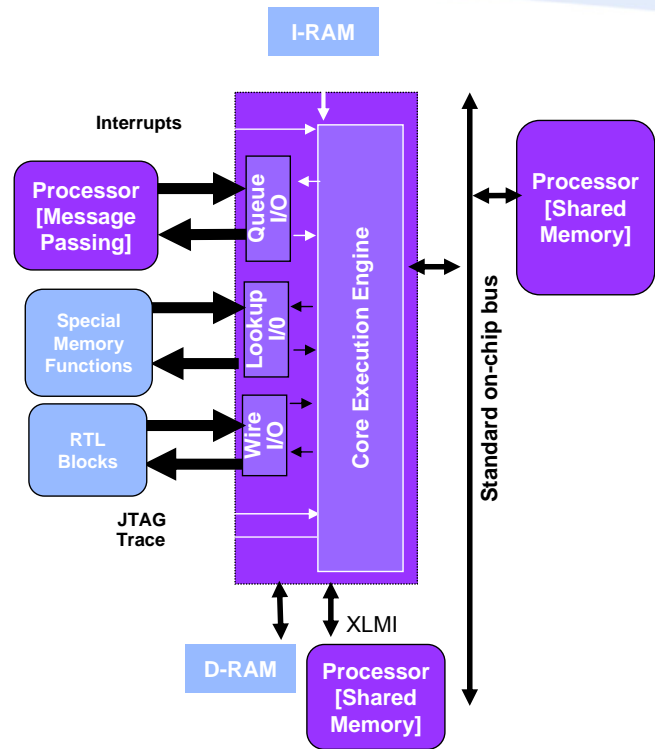 I-RAM
Interrupts
Processor
[Message
Passing]
Queue
I/O
Special
Memory
Functions
Lookup
I/0
RTL
Blocks
Wire
I/O
JTAG
Trace
Core Execution Engine
Standard on-chip bus
Processor
[Shared
Memory]
XLMI
D-RAM
Processor
[Shared
Memory]